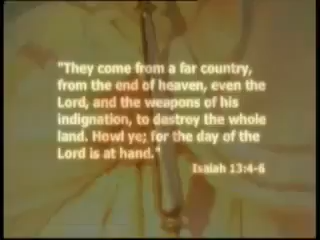 "They come from a far country,
from the end of heaven, even the
Lord, and the weapons of his
indignation, to destroy the whole
land. Howl ye; for the day of the
Lord is at hand."
Isaiah 13:4-6